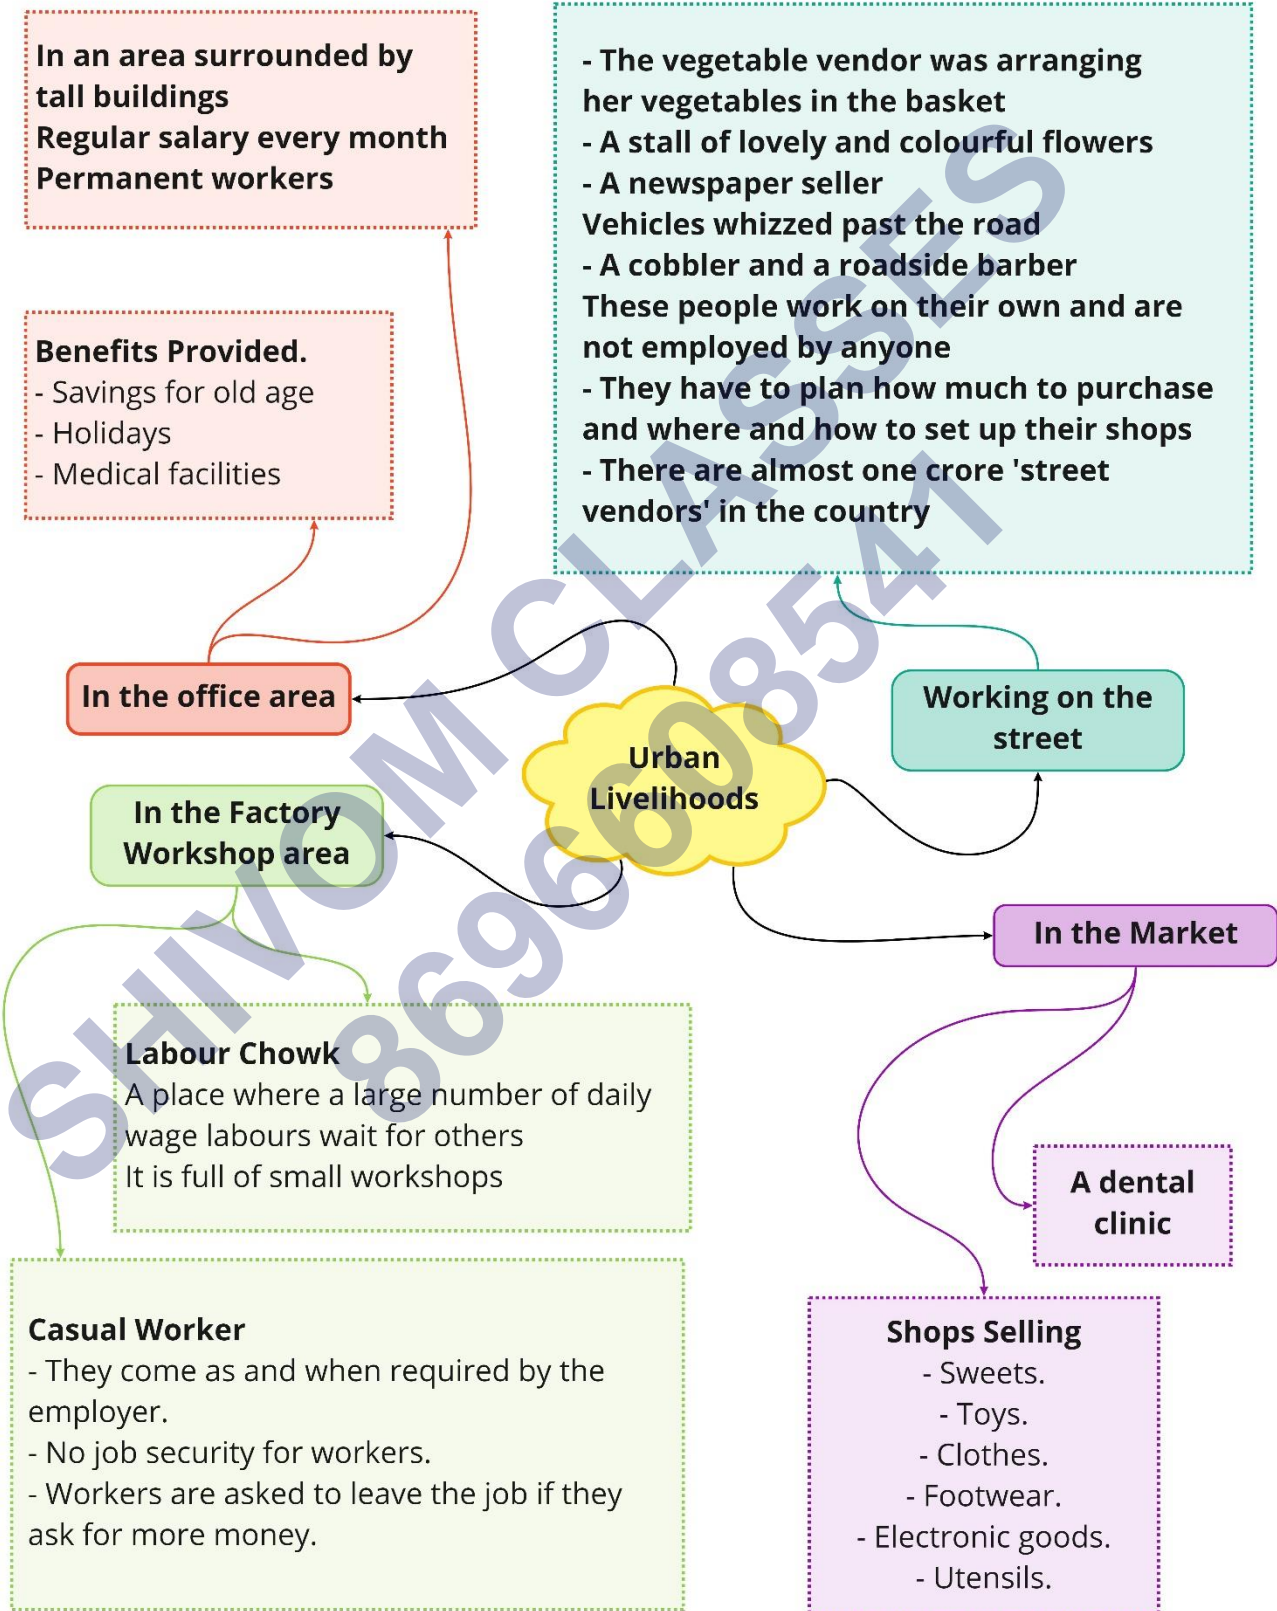 In an area surrounded by
tall buildings
Regular salary every month
Permanent workers
Benefits Provided.
- Savings for old age
- Holidays
- Medical facilities
- The vegetable vendor was arranging
her vegetables in the basket
- A stall of lovely and colourful flowers
- A newspaper seller
Vehicles whizzed past the road
- A cobbler and a roadside barber
These people work on their own and are
not employed by anyone
- They have to plan how much to purchase
and where and how to set up their shops
- There are almost one crore 'street
vendors' in the country
In the office area
Working on the
street
Urban
Livelihoods
In the Factory
Workshop area
In the Market
Labour Chowk
A place where a large number of daily
wage labours wait for others
It is full of small workshops
A dental
clinic
Casual Worker
- They come as and when required by the
employer.
- No job security for workers.
- Workers are asked to leave the job if they
ask for more money.
Shops Selling
- Sweets.
- Toys.
- Clothes.
- Footwear.
- Electronic goods.
- Utensils.
SHIVOM CLASSES
8696608541